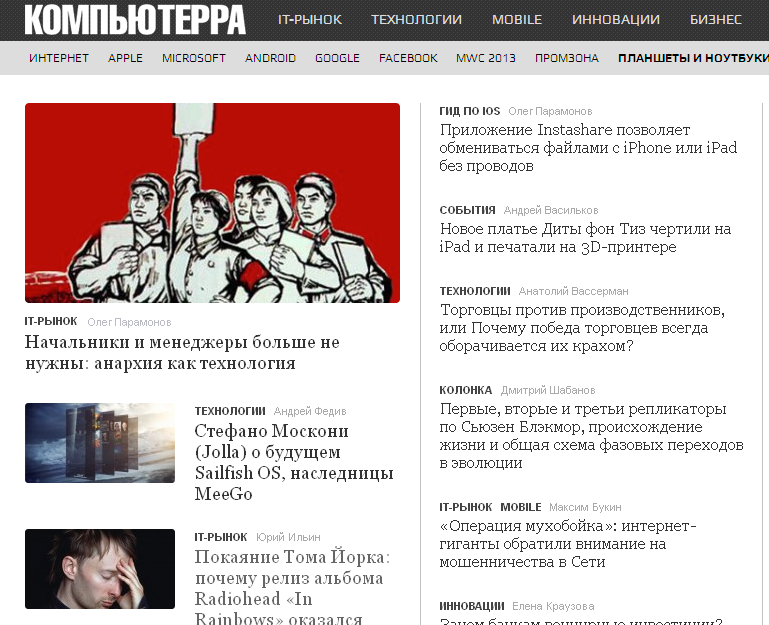 КОМПЬЮТЕРРА
IT-РЫНОК ТЕХНОЛОГИИ MOBILE ИННОВАЦИИ БИЗНЕС
ИНТЕРНЕТ APPLE MICROSOFT ANDROID GOOGLE FACEBOOK MWC 2013 ПРОМЗОНА ПЛАНШЕТЫ И НОУТБУКИ
IT-РЫНОК Олег Парамонов
Начальники и менеджеры больше не
нужны: анархия как технология
ТЕХНОЛОГИИ Андрей Федив
Стефано Москони
(Jolla) о будущем
Sailfish OS, наследницы
MeeGo
IT-РЫНОК Юрий Ильин
Покаяние Тома Йорка:
почему релиз альбома
Radiohead «In
Rainbows» оказался
ГИД ПО IOS Олег Парамонов
Приложение Instashare позволяет
обмениваться файлами с iPhone или iPad
без проводов
СОБЫТИЯ Андрей Васильков
Новое платье Диты фон Тиз чертили на
iPad и печатали на 3D-принтере
ТЕХНОЛОГИИ Анатолий Вассерман
Торговцы против производственников,
или Почему победа торговцев всегда
оборачивается их крахом?
КОЛОНКА Дмитрий Шабанов
Первые, вторые и третьи репликаторы
по Сьюзен Блэкмор, происхождение
жизни и общая схема фазовых переходов
в эволюции
IT-РЫНОК MOBILE Максим Букин
«Операция мухобойка»: интернет-
гиганты обратили внимание на
мошенничества в Сети
ИННОВАЦИИ Елена Краузова
Зачем банкам венчурные инвестиции?